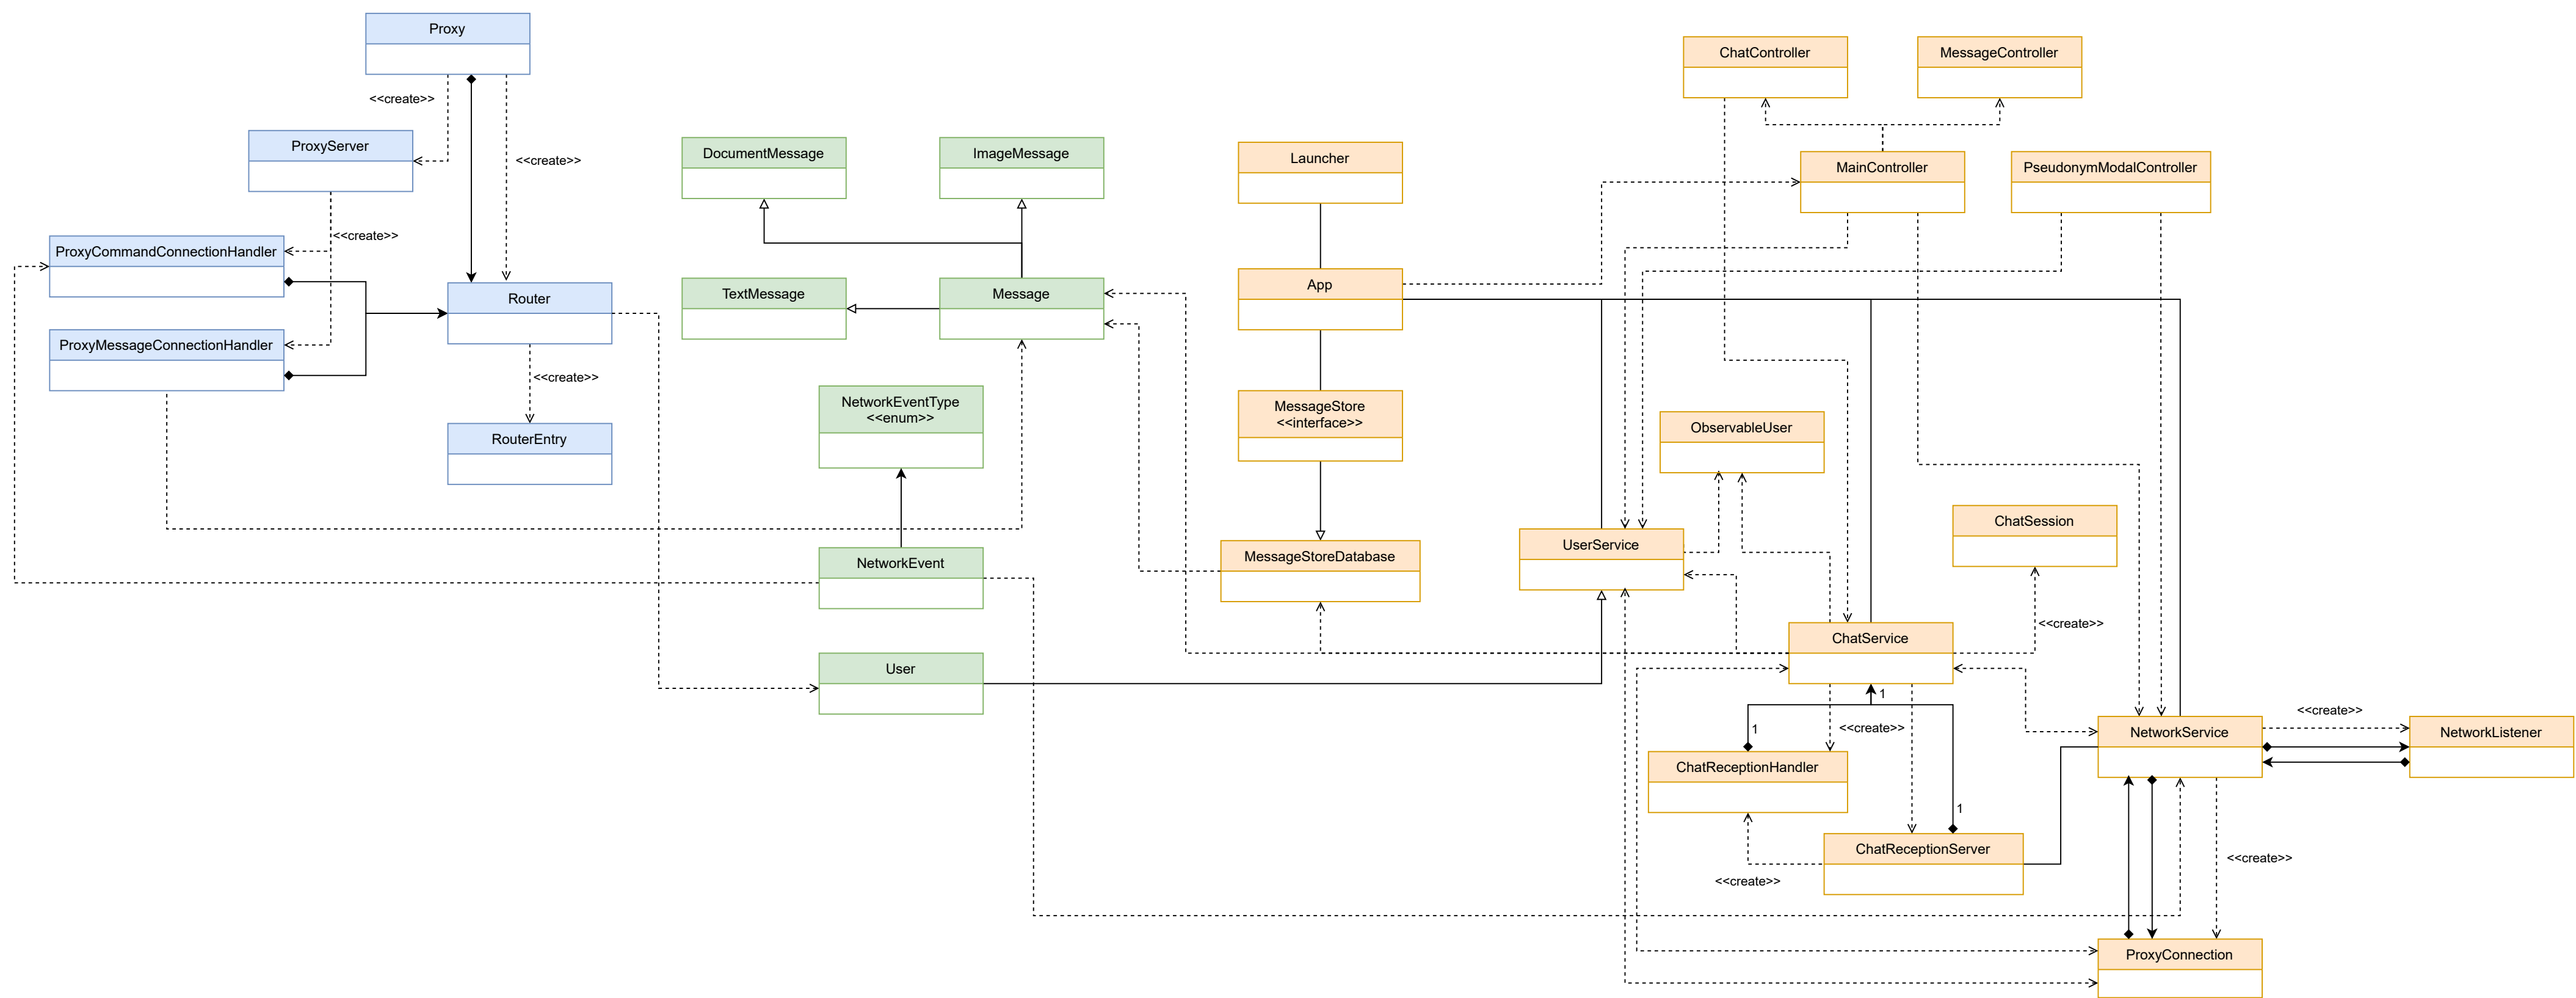 Proxy
<<create>>
ProxyServer
<<create>>
<<create>>
ProxyCommandConnectionHandler
Router
ProxyMessageConnectionHandler
<<create>>
RouterEntry
DocumentMessage
ImageMessage
TextMessage
Message
NetworkEventType
<<enum>>
NetworkEvent
User
Launcher
App
MessageStore
<<interface>>
MessageStoreDatabase
ChatController
MessageController
MainController
PseudonymModalController
ObservableUser
ChatSession
UserService
<<create>>
ChatService
1
<<create>>
1
ChatReceptionHandler
1
ChatReceptionServer
<<create>>
<<create>>
NetworkService
NetworkListener
<<create>>
ProxyConnection